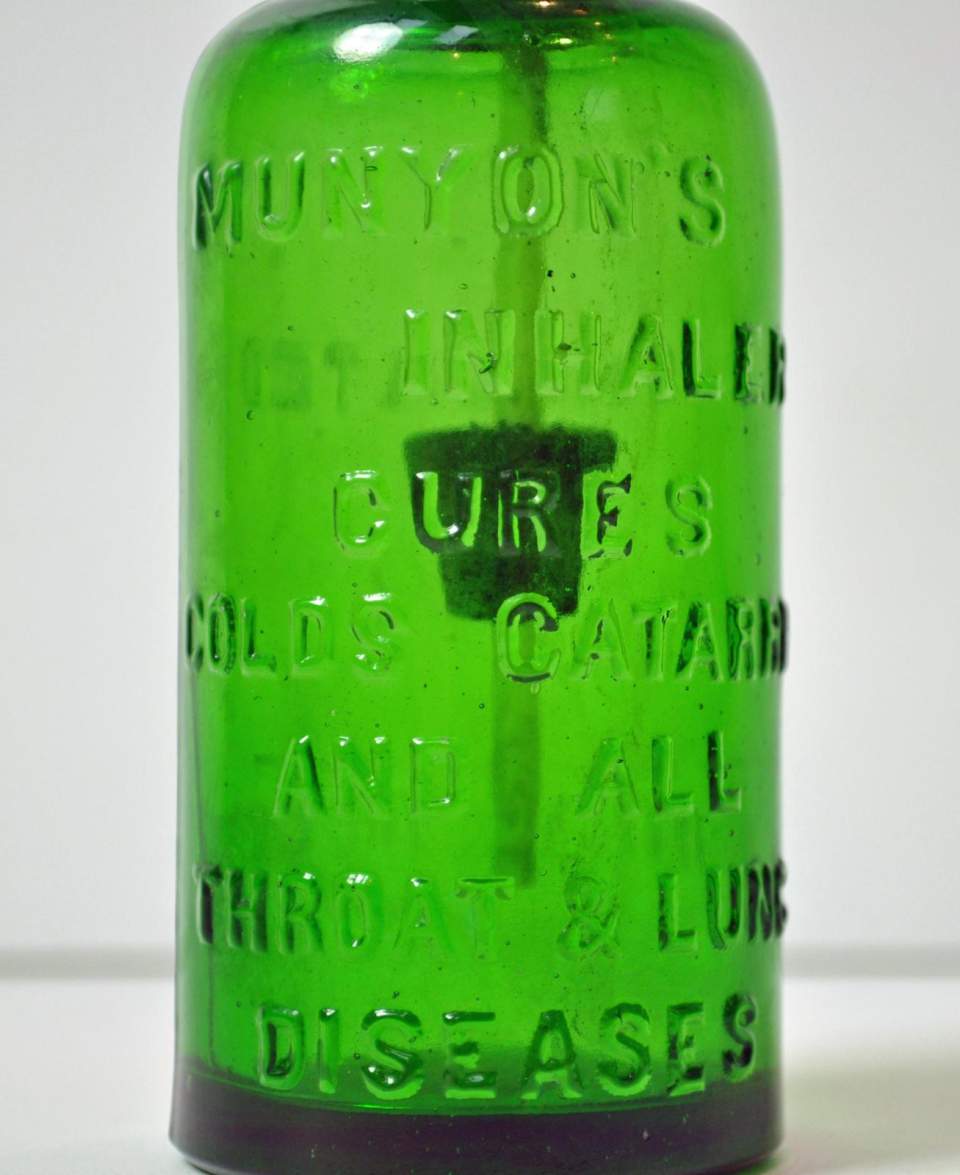 MUNYON'S
INHALER
CURES
COLDS CATARRH
AND ALL
THROAT & LUNG
DISEASES